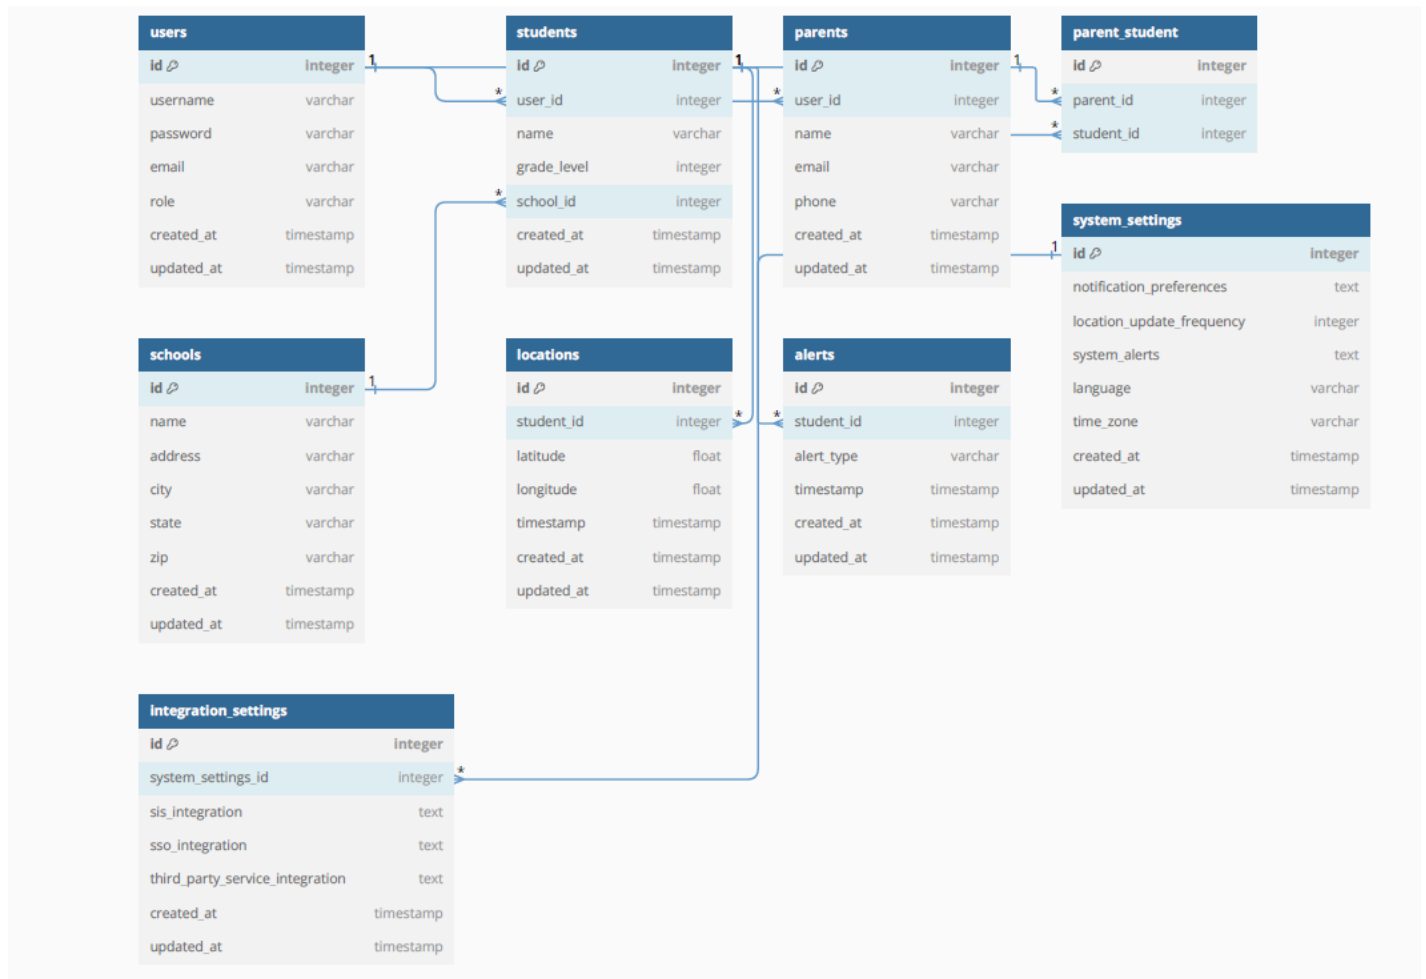 users
id integer
username varchar
password varchar
email varchar
role varchar
created_at timestamp
updated_at timestamp
1
students
id integer
* user_id integer
name varchar
grade_level integer
* school_id integer
created_at timestamp
updated_at timestamp
1
parents
id integer
* user_id integer
name varchar
email varchar
phone varchar
created_at timestamp
updated_at timestamp
1
parent_student
id integer
* parent_id integer
* student_id integer
system_settings
1 id integer
notification_preferences text
location_update_frequency integer
system_alerts text
language varchar
time_zone varchar
created_at timestamp
updated_at timestamp
schools
id integer 1
name varchar
address varchar
city varchar
state varchar
zip varchar
created_at timestamp
updated_at timestamp
locations
id integer
student_id integer *
latitude float
longitude float
timestamp timestamp
created_at timestamp
updated_at timestamp
alerts
id integer
* student_id integer
alert_type varchar
timestamp timestamp
created_at timestamp
updated_at timestamp
integration_settings
id integer
system_settings_id integer *
sis_integration text
sso_integration text
third_party_service_integration text
created_at timestamp
updated_at timestamp